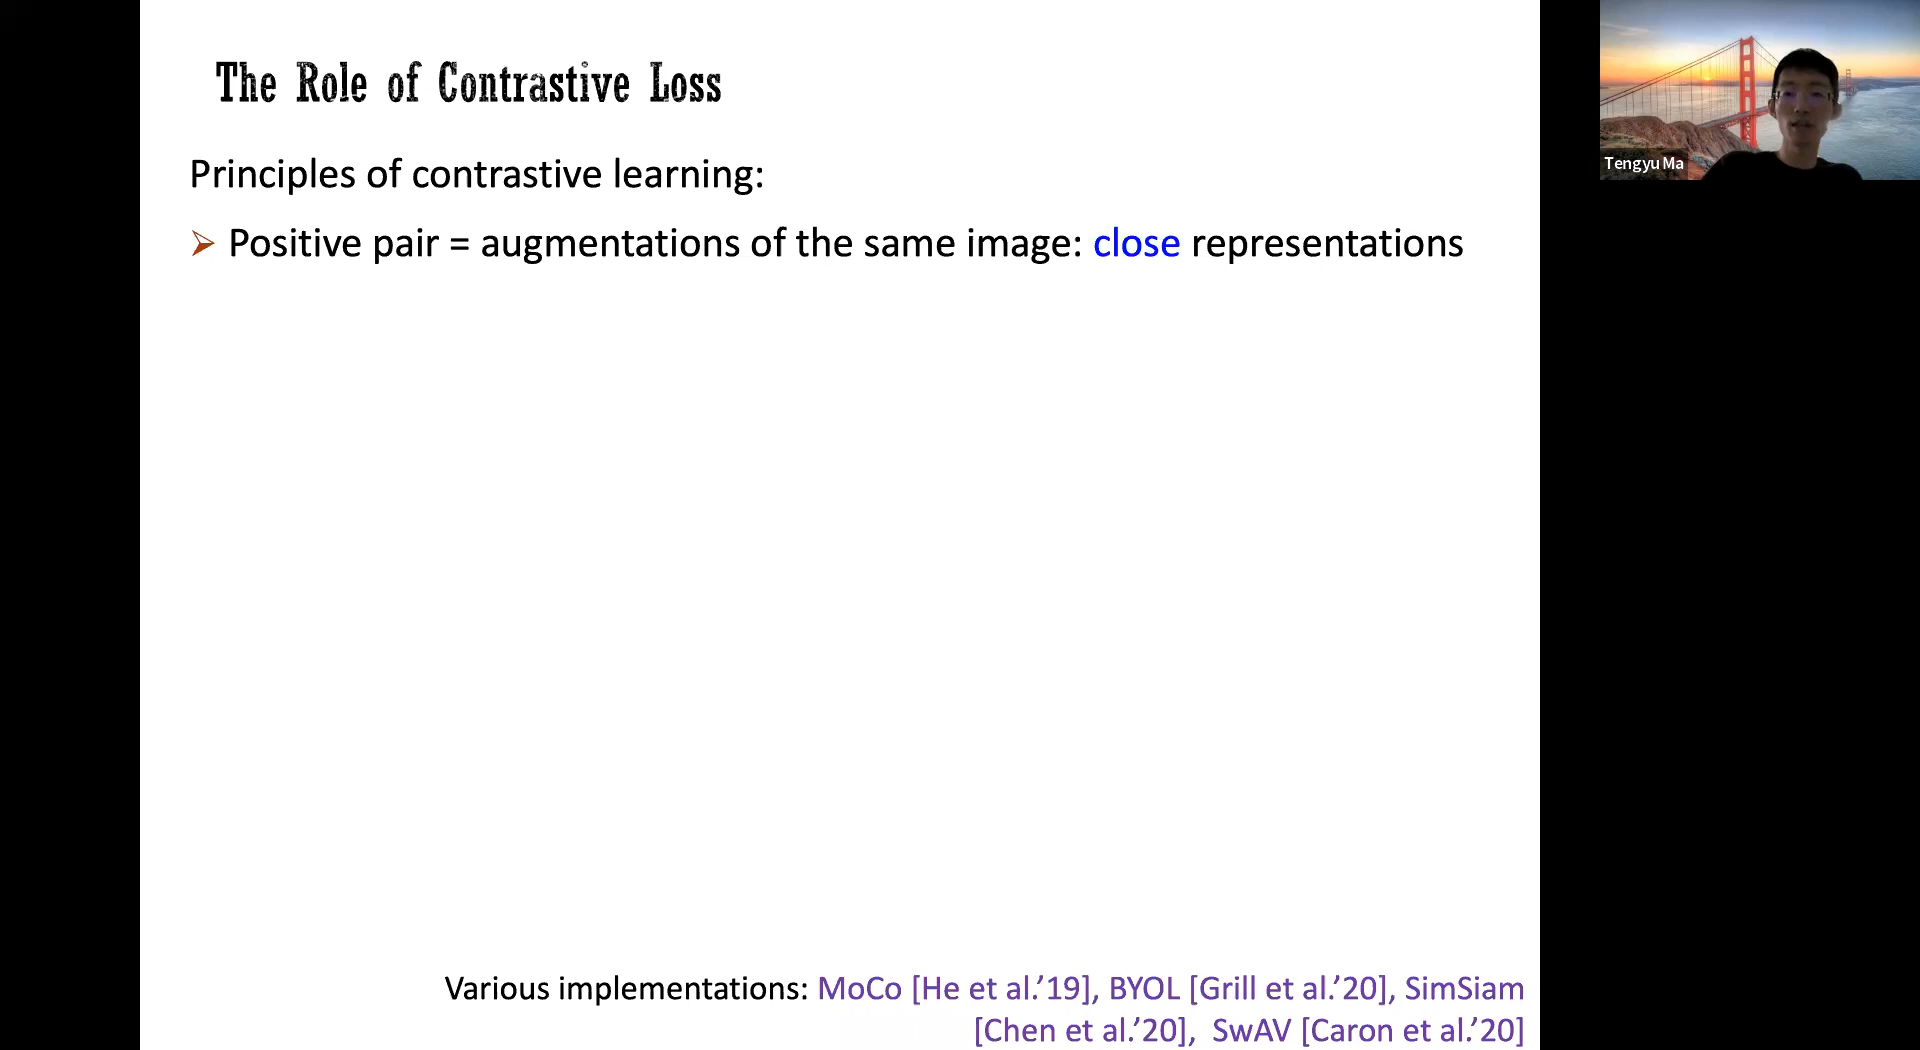 The Role of Contrastive Loss
Tengyu Ma
Principles of contrastive learning:
Positive pair = augmentations of the same image: close representations
Various implementations: MoCo [He et al.’19], BYOL [Grill et al.’20], SimSiam
[Chen et al.’20], SwAV [Caron et al.’20]